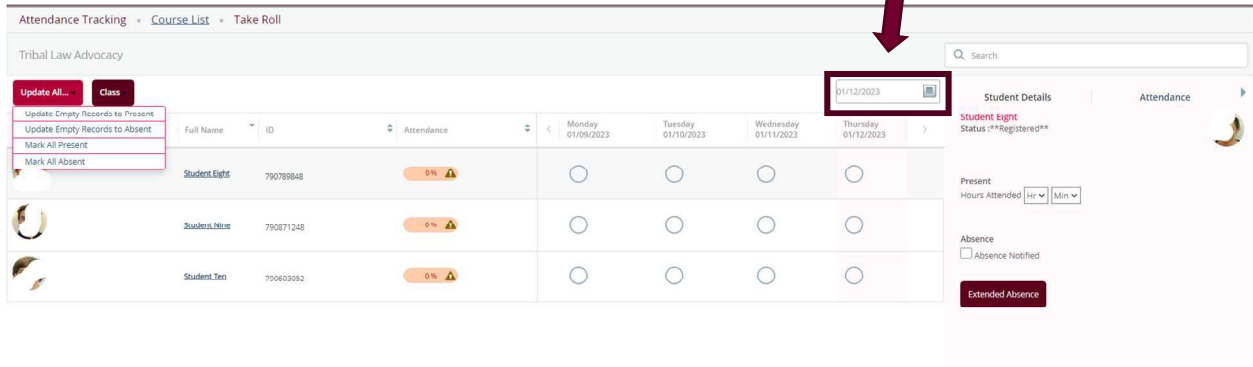 Attendance Tracking • Course List • Take Roll
Tribal Law Advocacy
Search
Update All...
Class
01/12/2023
Update Empty Records to Present
Update Empty Records to Absent
Mark All Present
Mark All Absent
Full Name
ID
Attendance
Monday
01/09/2023
Tuesday
01/10/2023
Wednesday
01/11/2023
Thursday
01/12/2023
Student Eight
790789848
0%
Student Nine
790871248
0%
Student Ten
790603052
0%
Student Details
Attendance
Student Eight
Status :**Registered**
Present
Hours Attended Hr Min
Absence
Absence Notified
Extended Absence